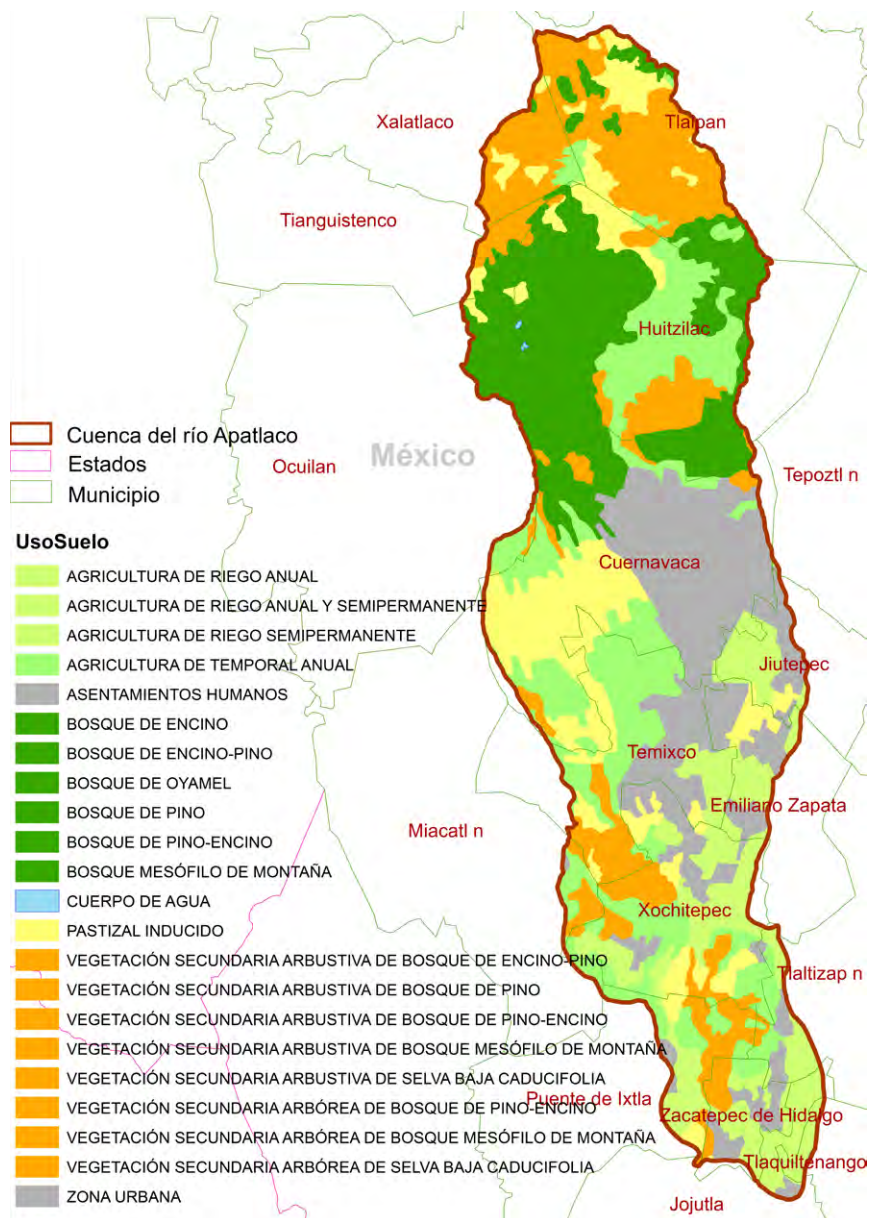 Xalatlaco
Tlalpan
Tianguistenco
Huitzilac
Cuenca del río Apatlaco
Estados
Municipio
Ocuilan
México
Tepoztl n
UsoSuelo
Cuernavaca
AGRICULTURA DE RIEGO ANUAL
AGRICULTURA DE RIEGO ANUAL Y SEMIPERMANENTE
AGRICULTURA DE RIEGO SEMIPERMANENTE
AGRICULTURA DE TEMPORAL ANUAL
Jiutepec
ASENTAMIENTOS HUMANOS
BOSQUE DE ENCINO
BOSQUE DE ENCINO-PINO
Temixco
BOSQUE DE OYAMEL
BOSQUE DE PINO
Emiliano Zapata
BOSQUE DE PINO-ENCINO
Miacatl n
BOSQUE MESÓFILO DE MONTAÑA
CUERPO DE AGUA
Xochitepec
PASTIZAL INDUCIDO
VEGETACIÓN SECUNDARIA ARBUSTIVA DE BOSQUE DE ENCINO-PINO
Tlaltizap n
VEGETACIÓN SECUNDARIA ARBUSTIVA DE BOSQUE DE PINO
VEGETACIÓN SECUNDARIA ARBUSTIVA DE BOSQUE DE PINO-ENCINO
VEGETACIÓN SECUNDARIA ARBUSTIVA DE BOSQUE MESÓFILO DE MONTAÑA
VEGETACIÓN SECUNDARIA ARBUSTIVA DE SELVA BAJA CADUCIFOLIA
Puente de Ixtla
VEGETACIÓN SECUNDARIA ARBÓREA DE BOSQUE DE PINO-ENCINO
Zacatepec de Hidalgo
VEGETACIÓN SECUNDARIA ARBÓREA DE BOSQUE MESÓFILO DE MONTAÑA
VEGETACIÓN SECUNDARIA ARBÓREA DE SELVA BAJA CADUCIFOLIA
Tlaquiltenango
ZONA URBANA
Jojutla